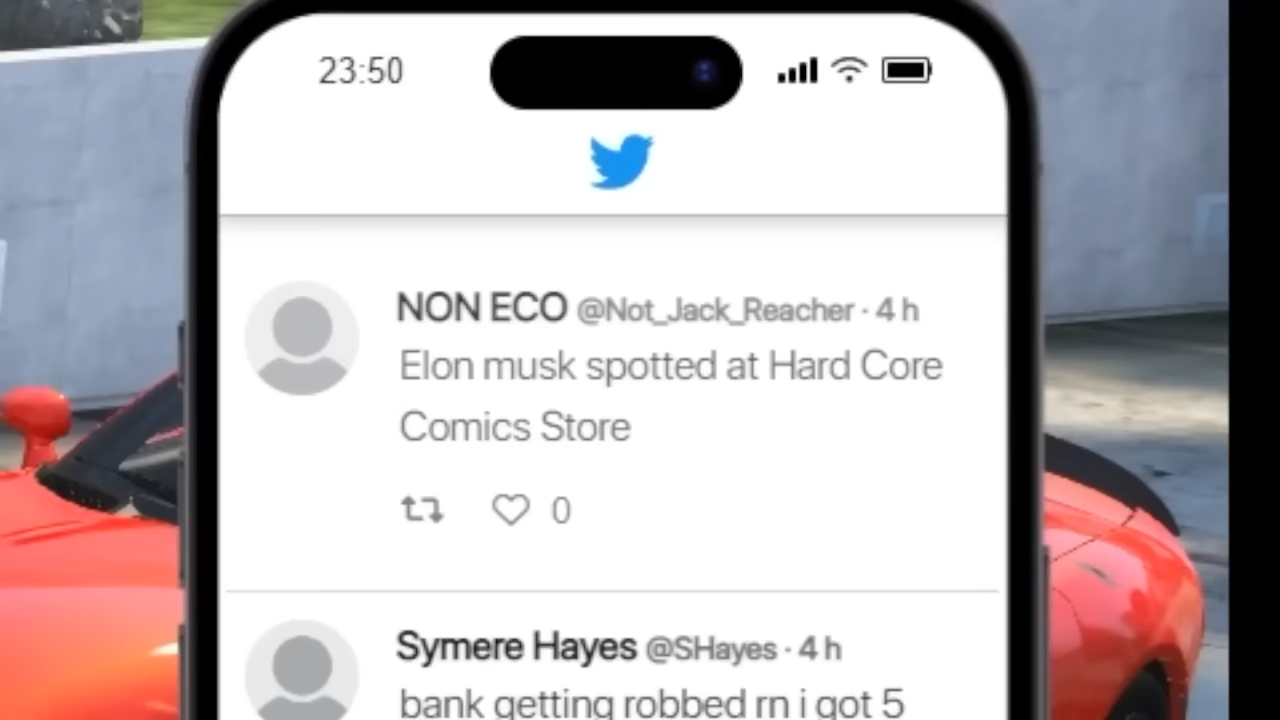 23:50
NON ECO @Not_Jack_Reacher · 4 h
Elon musk spotted at Hard Core
Comics Store
0
Symere Hayes @SHayes · 4 h
bank getting robbed rn i got 5